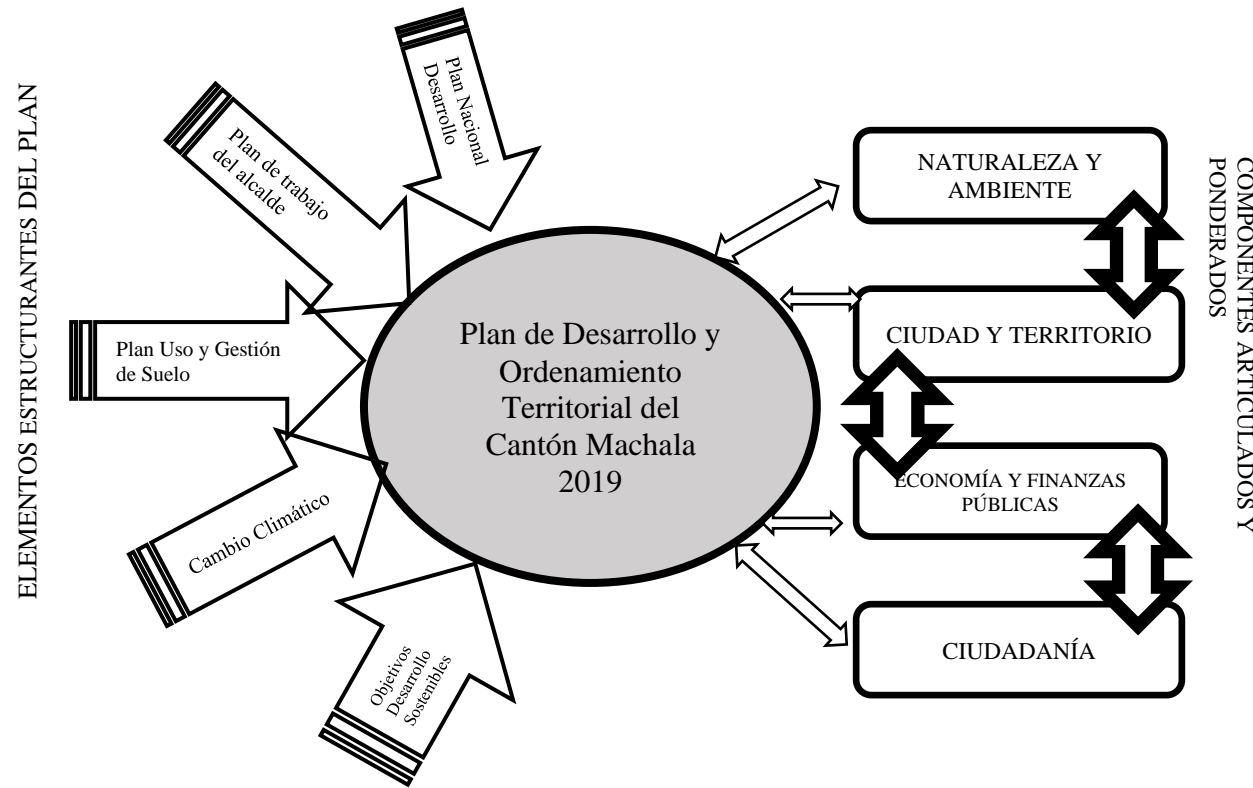 ELEMENTOS ESTRUCTURANTES DEL PLAN
Plan Nacional
Desarrollo
Plan de trabajo
del alcalde
Plan Uso y Gestión
de Suelo
Cambio Climático
Objetivos
Desarrollo
Sostenibles
Plan de Desarrollo y
Ordenamiento
Territorial del
Cantón Machala
2019
NATURALEZA Y
AMBIENTE
CIUDAD Y TERRITORIO
ECONOMÍA Y FINANZAS
PÚBLICAS
CIUDADANÍA
COMPONENTES ARTICULADOS Y
PONDERADOS